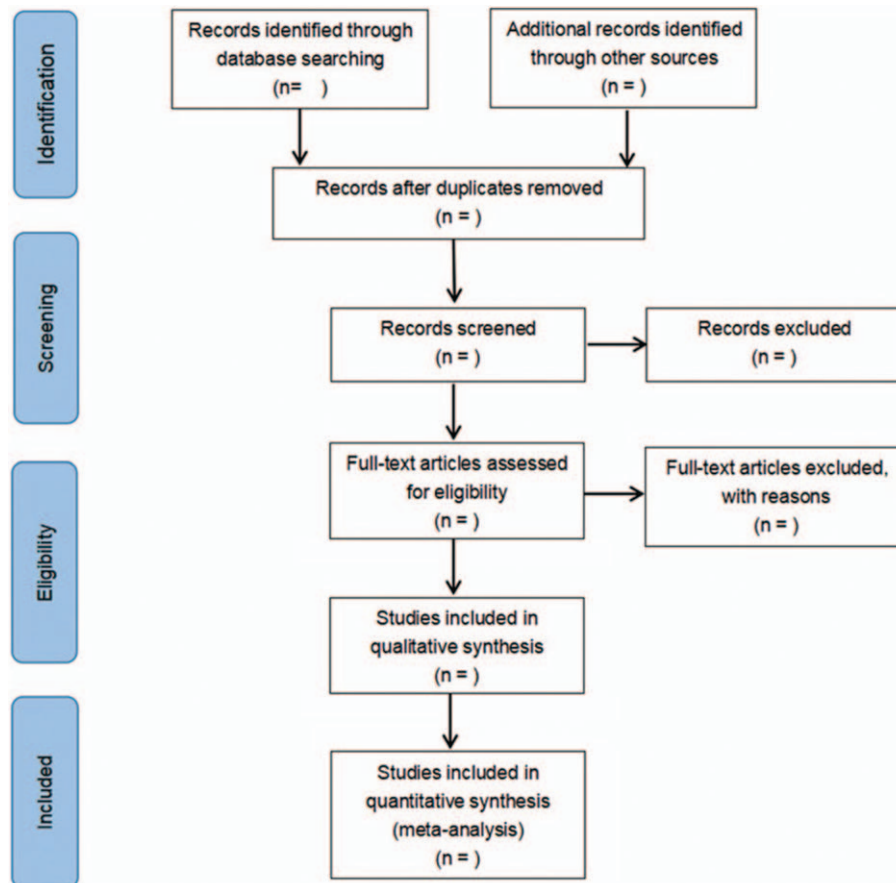 Identification
Records identified through
database searching
(n= )
Additional records identified
through other sources
(n = )
Records after duplicates removed
(n = )
Screening
Records screened
(n = )
Records excluded
(n = )
Eligibility
Full-text articles assessed
for eligibility
(n = )
Full-text articles excluded,
with reasons
(n = )
Studies included in
qualitative synthesis
(n = )
Included
Studies included in
quantitative synthesis
(meta-analysis)
(n = )